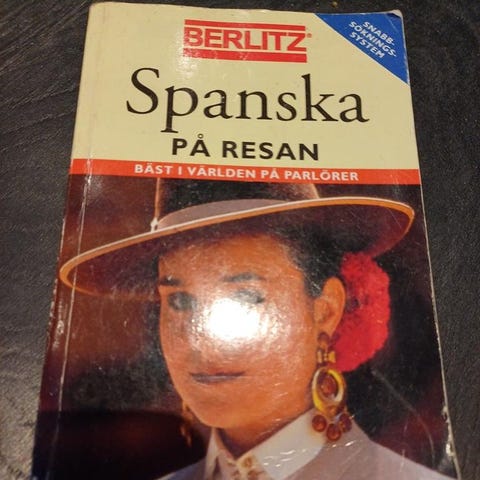 BERLITZ®
SNABB-
SÖKNINGS-
SYSTEM
Spanska
PÅ RESAN
BÄST I VÄRLDEN PÅ PARLÖRER